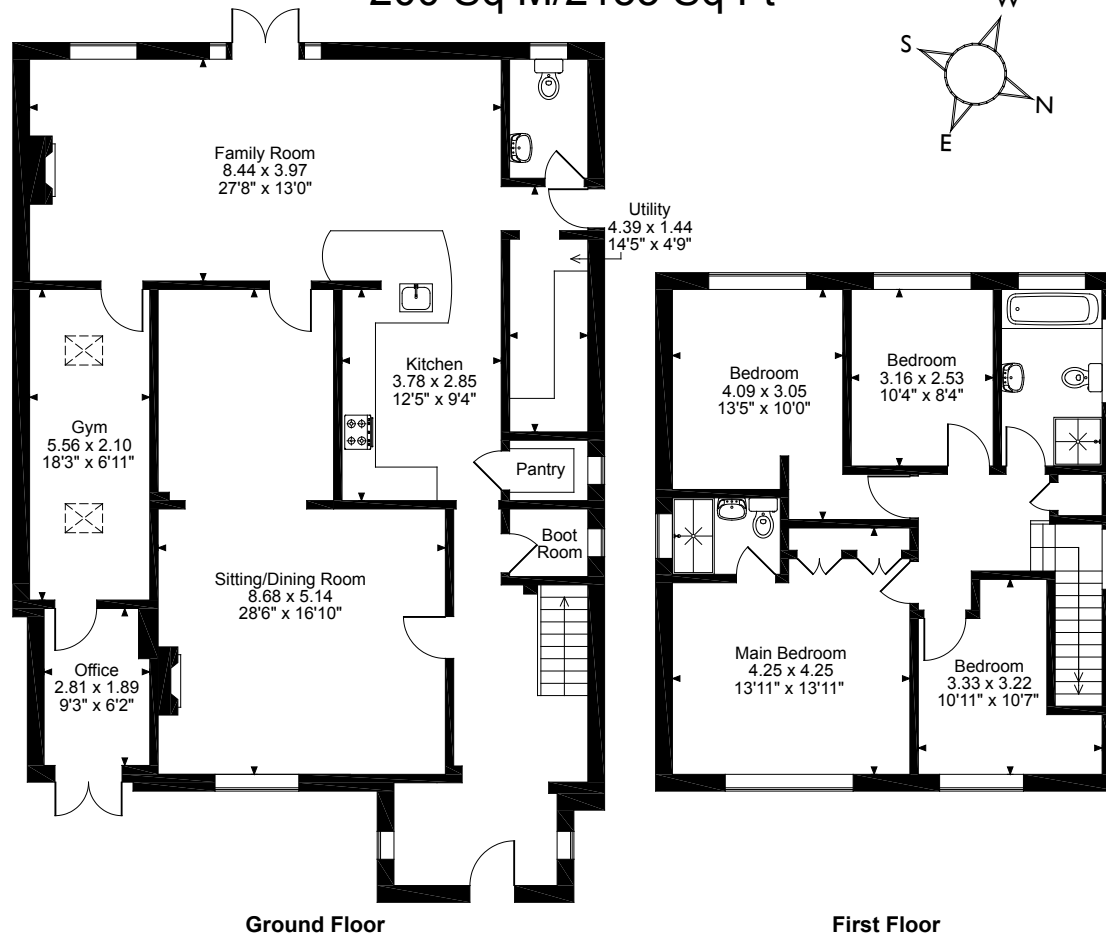 W
S
N
E
Family Room
8.44 x 3.97
27'8" x 13'0"
Utility
4.39 x 1.44
14'5" x 4'9"
Kitchen
3.78 x 2.85
12'5" x 9'4"
Gym
5.56 x 2.10
18'3" x 6'11"
Pantry
Boot
Room
Sitting/Dining Room
8.68 x 5.14
28'6" x 16'10"
Office
2.81 x 1.89
9'3" x 6'2"
Ground Floor
Bedroom
4.09 x 3.05
13'5" x 10'0"
Bedroom
3.16 x 2.53
10'4" x 8'4"
Main Bedroom
4.25 x 4.25
13'11" x 13'11"
Bedroom
3.33 x 3.22
10'11" x 10'7"
First Floor